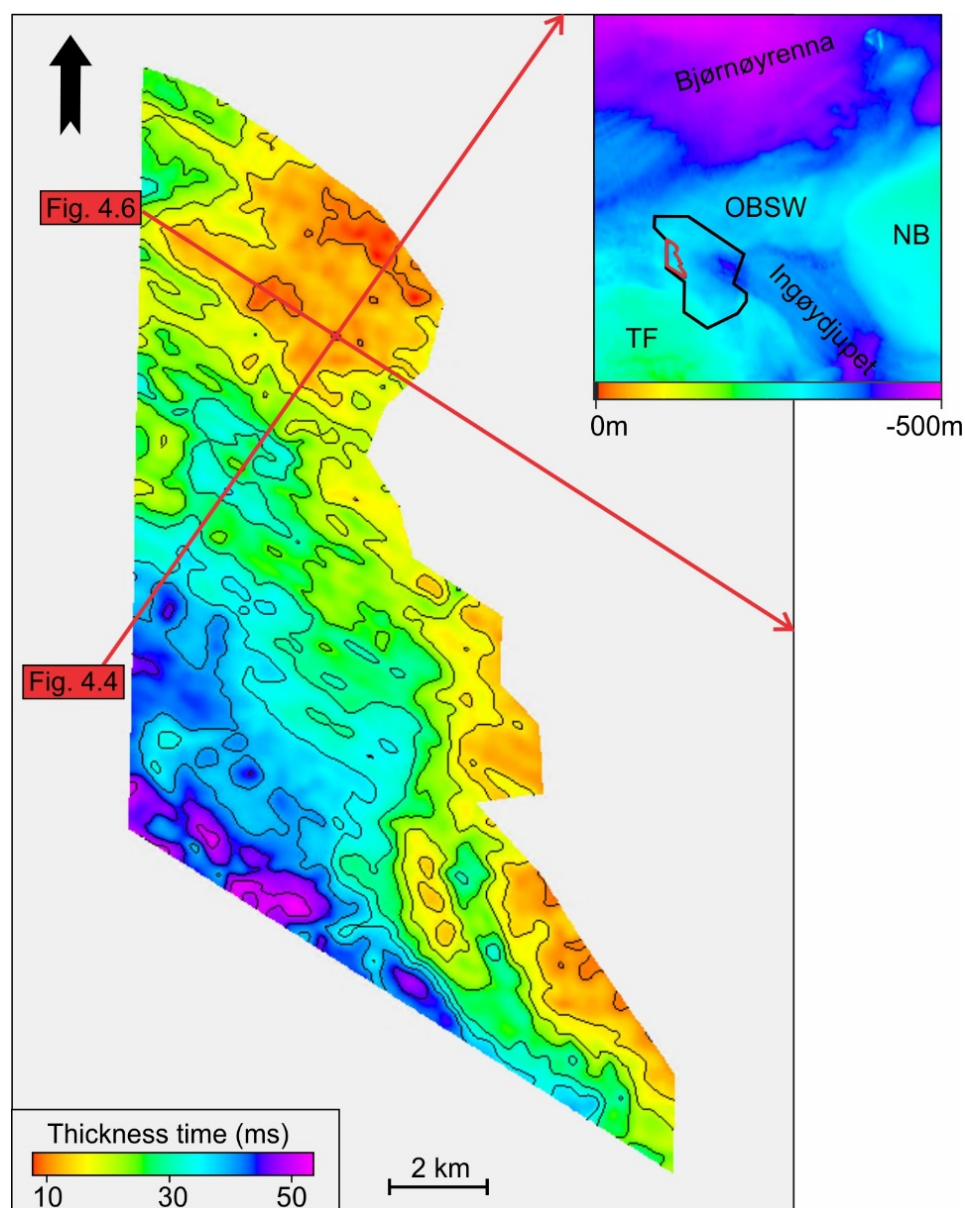 Bjørnøyrenna
Fig. 4.6
OBSW
NB
Ingøydjupet
TF
0m
-500m
Fig. 4.4
Thickness time (ms)
10 30 50
2 km